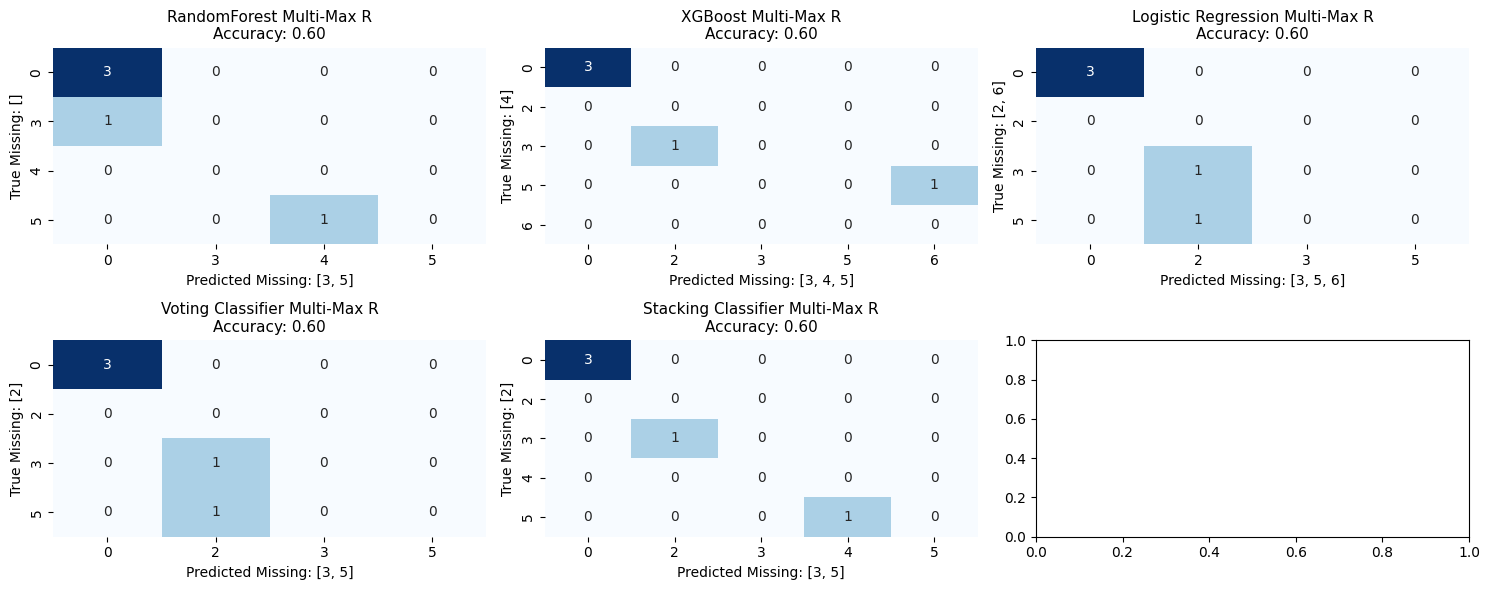 RandomForest Multi-Max R
Accuracy: 0.60
True Missing: []
0 3 0 0 0
3 1 0 0 0
4 0 0 0 0
5 0 0 1 0
0 3 4 5
Predicted Missing: [3, 5]
XGBoost Multi-Max R
Accuracy: 0.60
True Missing: [4]
0 3 0 0 0 0
2 0 0 0 0 0
3 0 1 0 0 0
5 0 0 0 0 1
6 0 0 0 0 0
0 2 3 5 6
Predicted Missing: [3, 4, 5]
Logistic Regression Multi-Max R
Accuracy: 0.60
True Missing: [2, 6]
0 3 0 0 0
2 0 0 0 0
3 0 1 0 0
5 0 1 0 0
0 2 3 5
Predicted Missing: [3, 5, 6]
Voting Classifier Multi-Max R
Accuracy: 0.60
True Missing: [2]
0 3 0 0 0
2 0 0 0 0
3 0 1 0 0
5 0 1 0 0
0 2 3 5
Predicted Missing: [3, 5]
Stacking Classifier Multi-Max R
Accuracy: 0.60
True Missing: [2]
0 3 0 0 0 0
2 0 0 0 0 0
3 0 1 0 0 0
4 0 0 0 0 0
5 0 0 0 1 0
0 2 3 4 5
Predicted Missing: [3, 5]
1.0
0.8
0.6
0.4
0.2
0.0
0.0 0.2 0.4 0.6 0.8 1.0